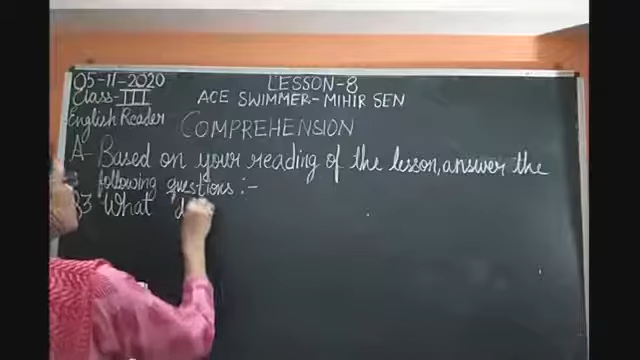 05-11-2020
LESSON-8
Class-III
ACE SWIMMER-MIHIR SEN
English Reader
COMPREHENSION
A- Based on your reading of the lesson, answer the
following questions :-
What